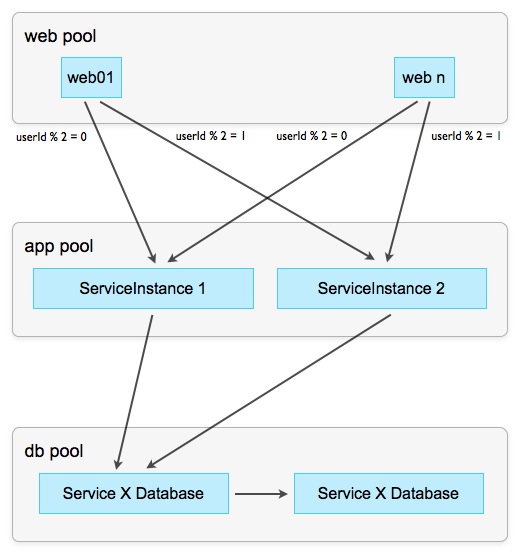 web pool
web01
web n
userId % 2 = 0
userId % 2 = 1
userId % 2 = 0
userId % 2 = 1
app pool
ServiceInstance 1
ServiceInstance 2
db pool
Service X Database
Service X Database